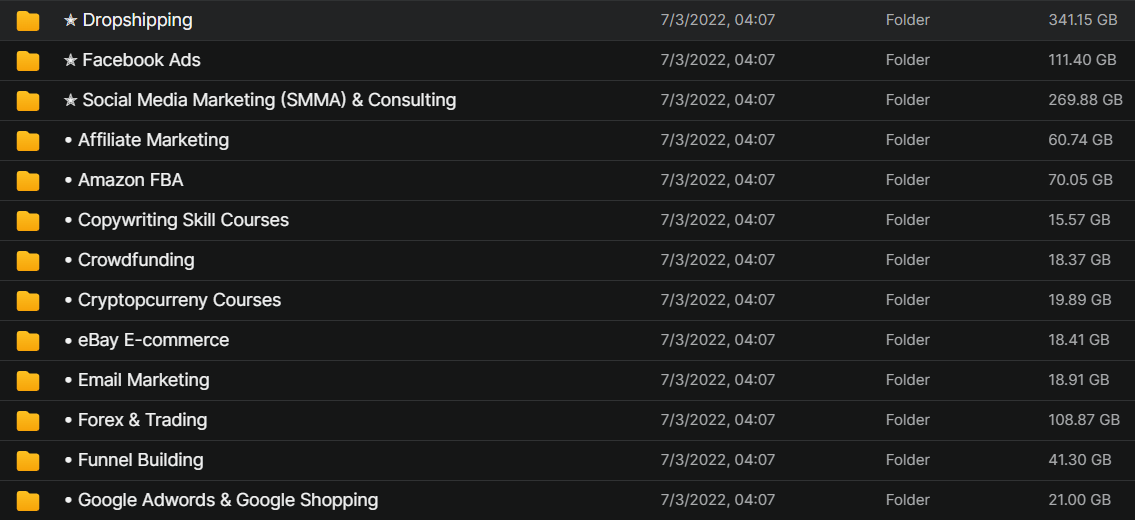 ★ Dropshipping 7/3/2022, 04:07 Folder 341.15 GB
★ Facebook Ads 7/3/2022, 04:07 Folder 111.40 GB
★ Social Media Marketing (SMMA) & Consulting 7/3/2022, 04:07 Folder 269.88 GB
• Affiliate Marketing 7/3/2022, 04:07 Folder 60.74 GB
• Amazon FBA 7/3/2022, 04:07 Folder 70.05 GB
• Copywriting Skill Courses 7/3/2022, 04:07 Folder 15.57 GB
• Crowdfunding 7/3/2022, 04:07 Folder 18.37 GB
• Cryptopcurreny Courses 7/3/2022, 04:07 Folder 19.89 GB
• eBay E-commerce 7/3/2022, 04:07 Folder 18.41 GB
• Email Marketing 7/3/2022, 04:07 Folder 18.91 GB
• Forex & Trading 7/3/2022, 04:07 Folder 108.87 GB
• Funnel Building 7/3/2022, 04:07 Folder 41.30 GB
• Google Adwords & Google Shopping 7/3/2022, 04:07 Folder 21.00 GB